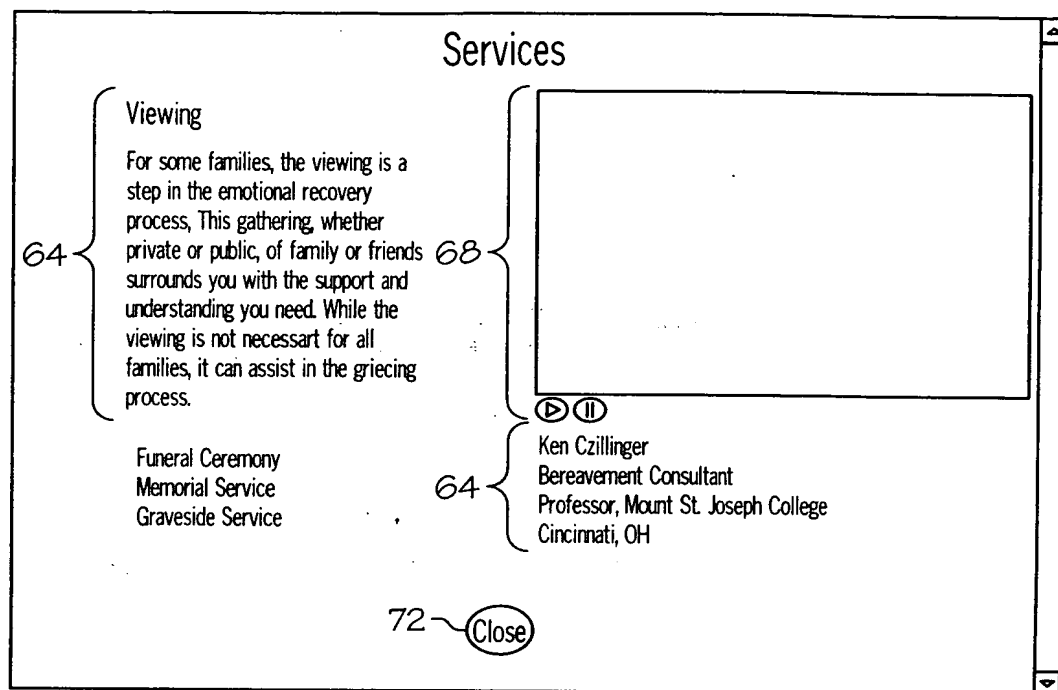 Services
Viewing
For some families, the viewing is a
step in the emotional recovery
process, This gathering, whether
private or public, of family or friends
surrounds you with the support and
understanding you need. While the
viewing is not necessart for all
families, it can assist in the griecing
process.
64
Funeral Ceremony
Memorial Service
Graveside Service
68
Ken Czillinger
Bereavement Consultant
Professor, Mount St. Joseph College
Cincinnati, OH
64
72
Close